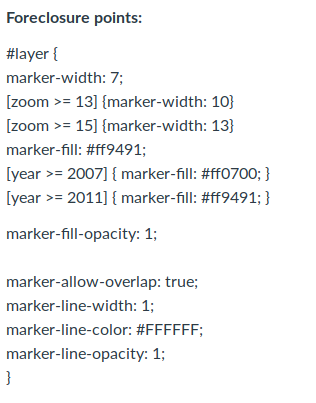 Foreclosure points:
#layer {
marker-width: 7;
[zoom >= 13] {marker-width: 10}
[zoom >= 15] {marker-width: 13}
marker-fill: #ff9491;
[year >= 2007] { marker-fill: #ff0700; }
[year >= 2011] { marker-fill: #ff9491; }
marker-fill-opacity: 1;
marker-allow-overlap: true;
marker-line-width: 1;
marker-line-color: #FFFFFF;
marker-line-opacity: 1;
}